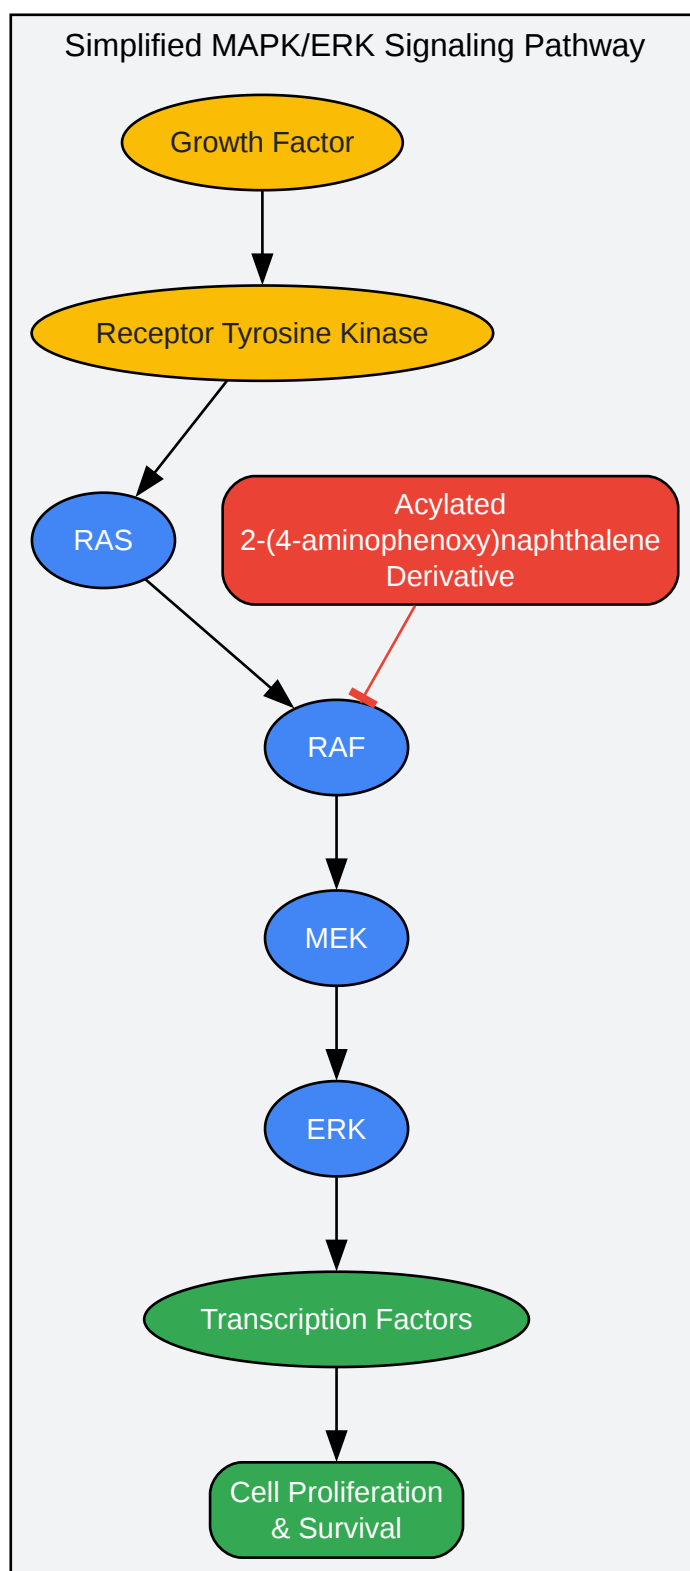 Simplified MAPK/ERK Signaling Pathway
Growth Factor
Receptor Tyrosine Kinase
RAS
Acylated
2-(4-aminophenoxy)naphthalene
Derivative
RAF
MEK
ERK
Transcription Factors
Cell Proliferation
& Survival